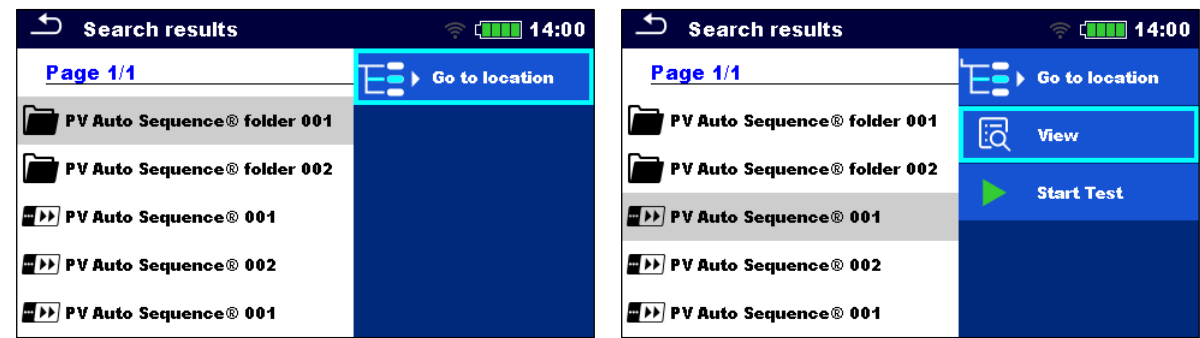 Search results 14:00
Page 1/1
Go to location
PV Auto Sequence® folder 001
PV Auto Sequence® folder 002
PV Auto Sequence® 001
PV Auto Sequence® 002
PV Auto Sequence® 001
Search results 14:00
Page 1/1
Go to location
PV Auto Sequence® folder 001
View
PV Auto Sequence® folder 002
Start Test
PV Auto Sequence® 001
PV Auto Sequence® 002
PV Auto Sequence® 001